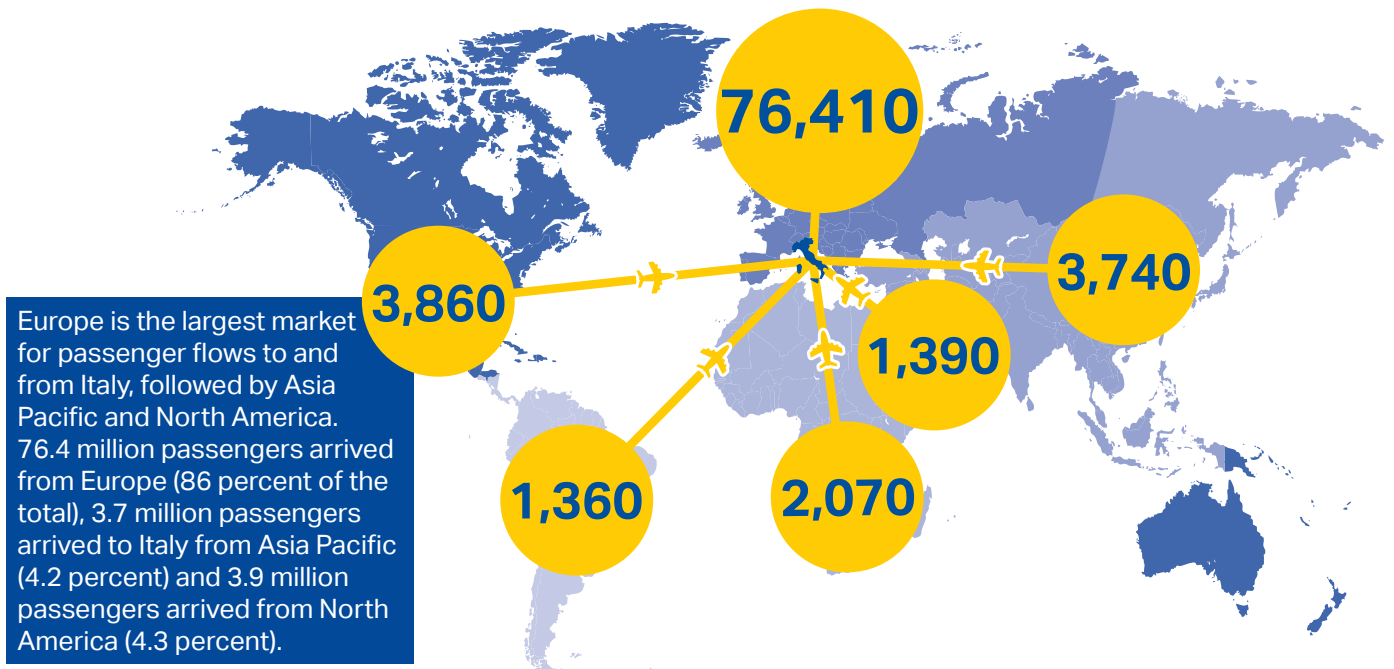 76,410
3,860
3,740
1,390
1,360
2,070
Europe is the largest market
for passenger flows to and
from Italy, followed by Asia
Pacific and North America.
76.4 million passengers arrived
from Europe (86 percent of the
total), 3.7 million passengers
arrived to Italy from Asia Pacific
(4.2 percent) and 3.9 million
passengers arrived from North
America (4.3 percent).